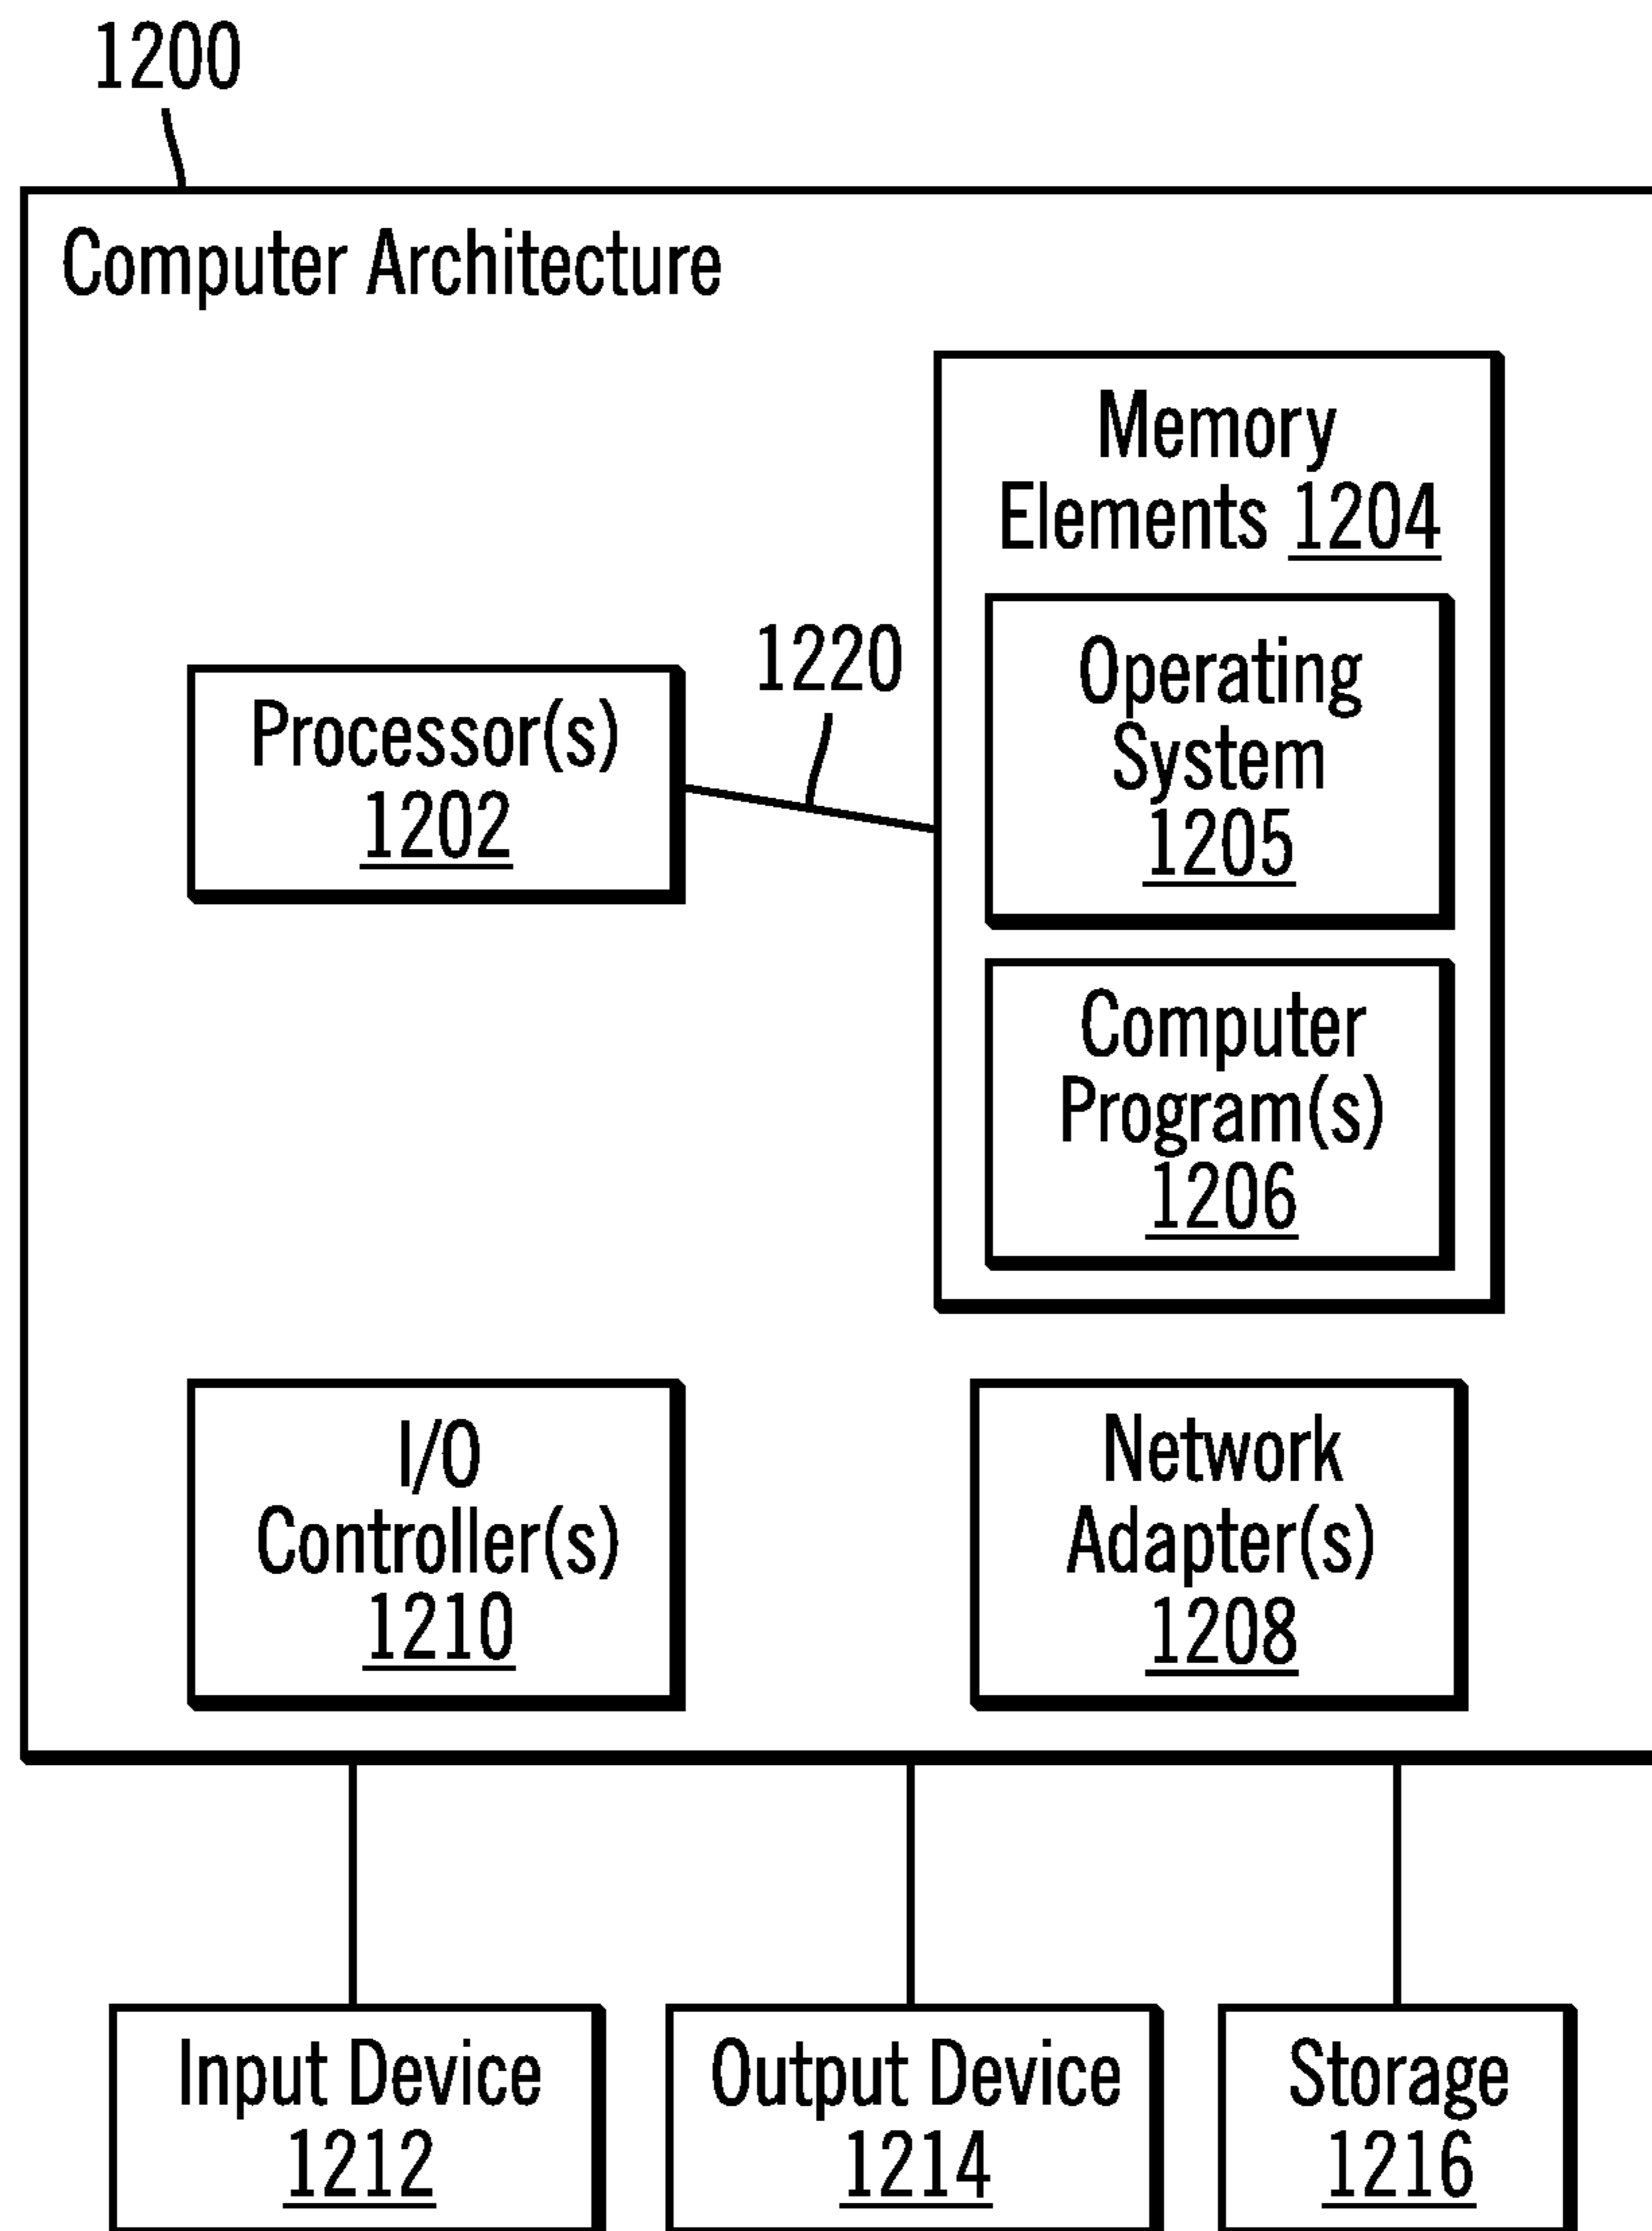 1200
Computer Architecture
Memory
Elements 1204
Operating
System
1205
1220
Processor(s)
1202
Computer
Program(s)
1206
I/O
Controller(s)
1210
Network
Adapter(s)
1208
Input Device
1212
Output Device
1214
Storage
1216